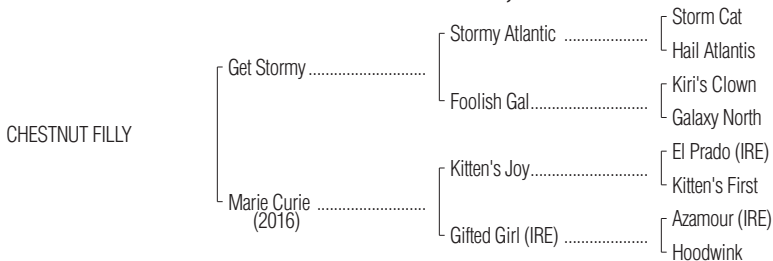 Storm Cat
Stormy Atlantic ....................
Hail Atlantis
Get Stormy ............................
Kiri's Clown
Foolish Gal............................
Galaxy North
CHESTNUT FILLY
El Prado (IRE)
Kitten's Joy............................
Kitten's First
Marie Curie ..........................
(2016)
Azamour (IRE)
Gifted Girl (IRE) ....................
Hoodwink